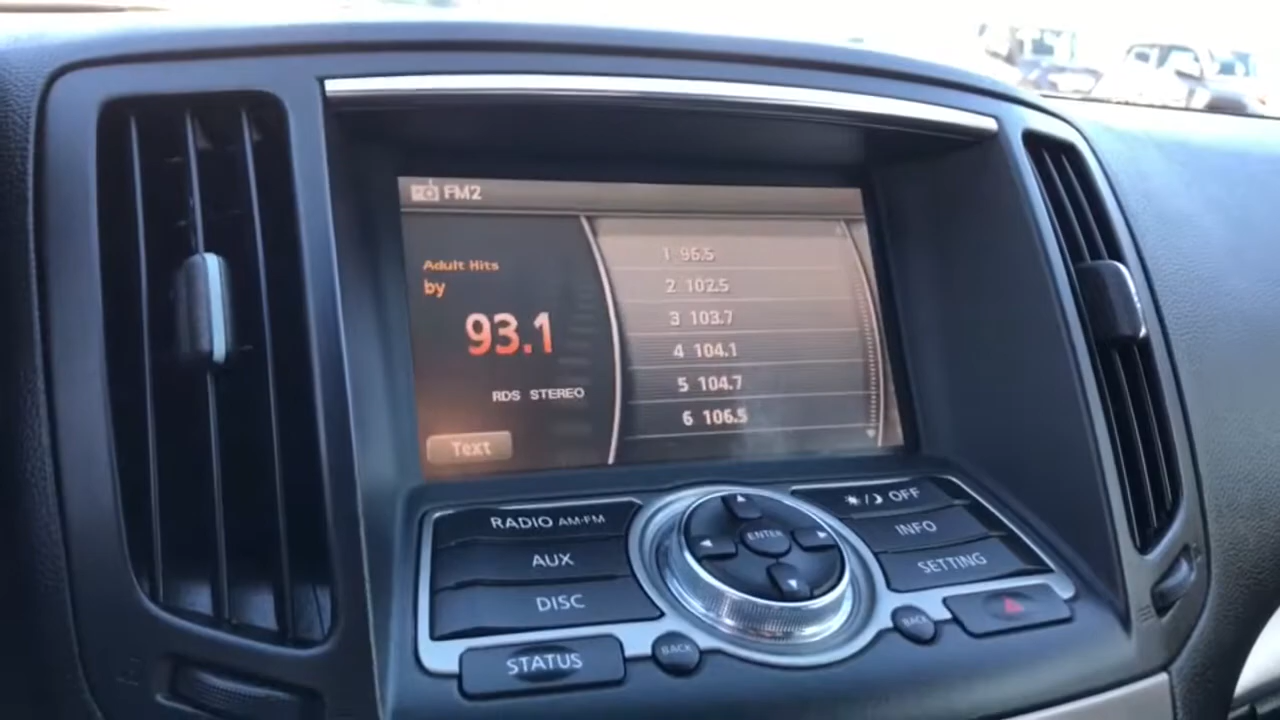 FM2
Adult Hits
by
93.1
RDS STEREO
Text
1 96.5
2 102.5
3 103.7
4 104.1
5 104.7
6 106.5
RADIO AM·FM
AUX
DISC
STATUS
BACK
ENTER
OFF
INFO
SETTING
BACK